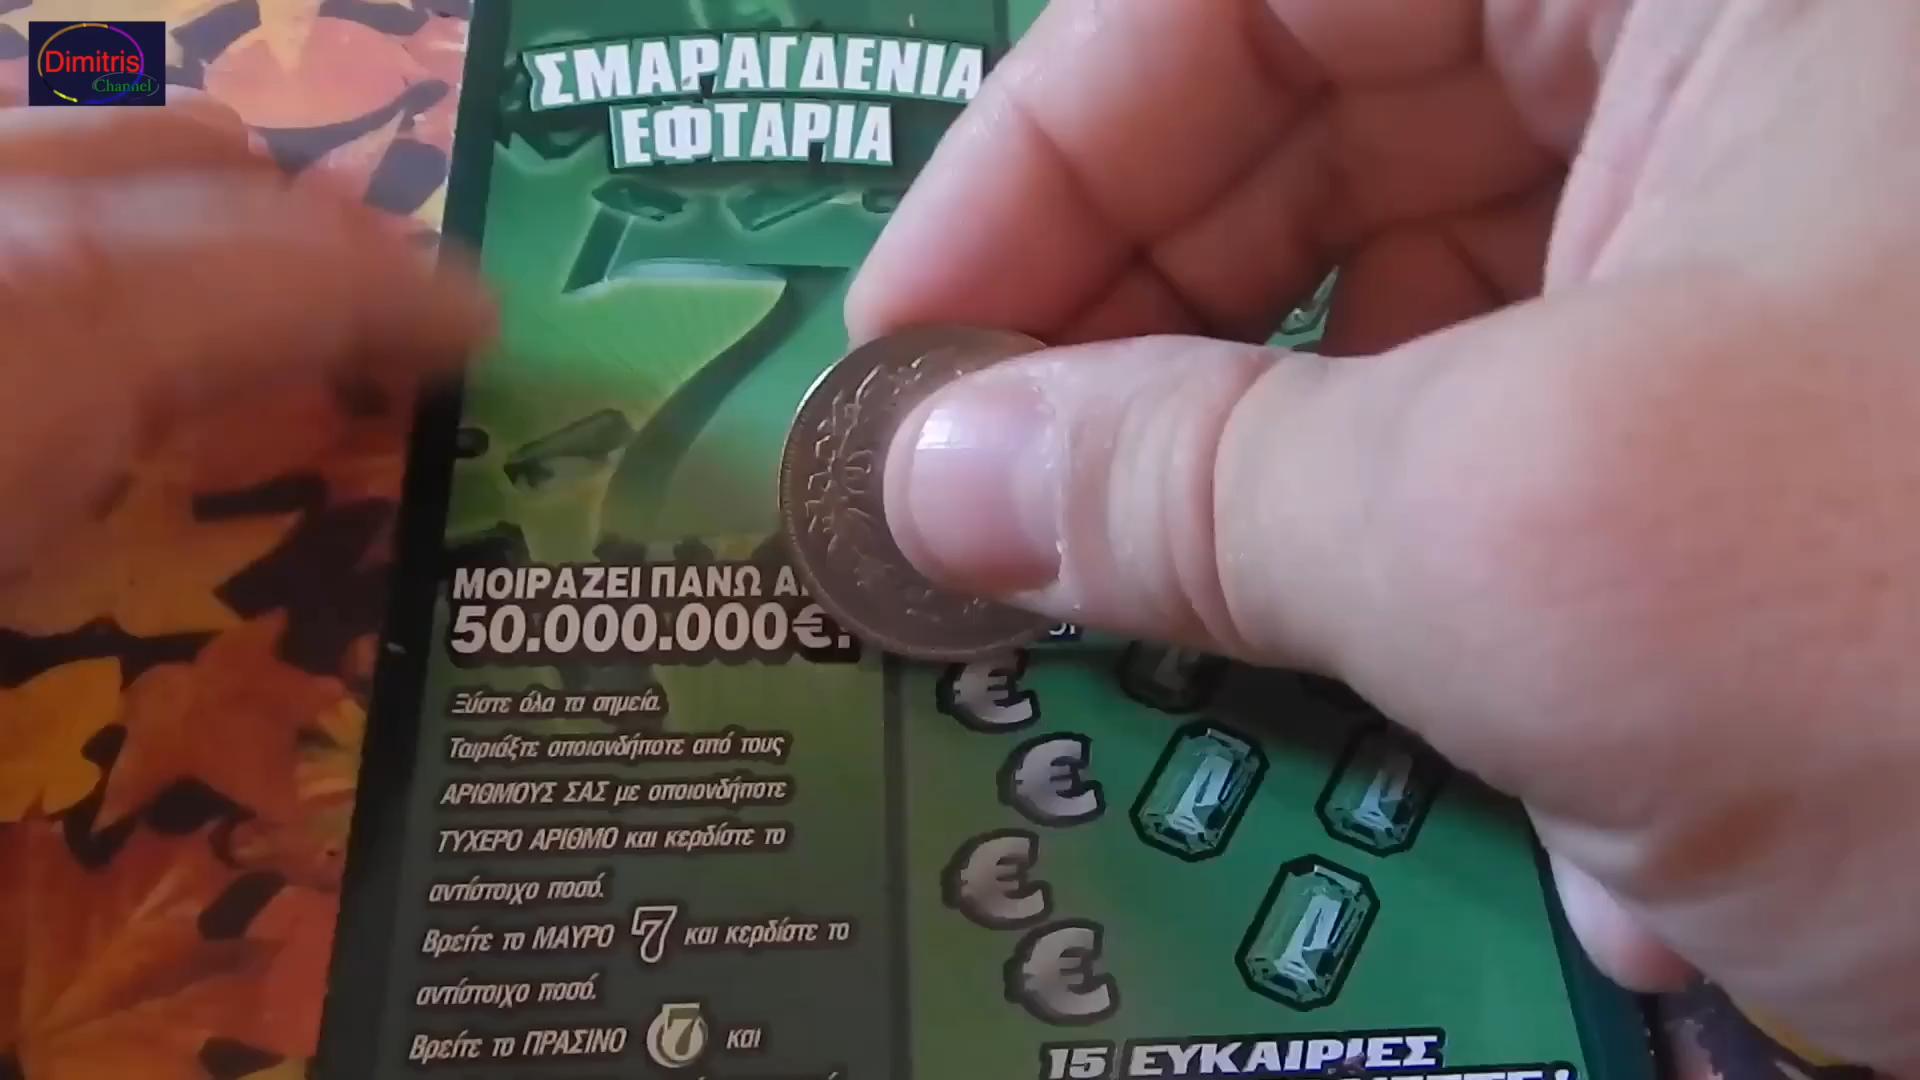 Dimitris
Channel
ΣΜΑΡΑΓΔΕΝΙΑ
ΕΦΤΑΡΙΑ
7
ΜΟΙΡΑΖΕΙ ΠΑΝΩ
50.000.000€.
Ξύστε όλα τα σημεία.
Ταιριάξτε οποιονδήποτε από τους
ΑΡΙΘΜΟΥΣ ΣΑΣ με οποιονδήποτε
ΤΥΧΕΡΟ ΑΡΙΘΜΟ και κερδίστε το
αντίστοιχο ποσό.
Βρείτε το ΜΑΥΡΟ 7 και κερδίστε το
αντίστοιχο ποσό.
Βρείτε το ΠΡΑΣΙΝΟ 7 και
€
€
€
€
15 ΕΥΚΑΙΡΙΕΣ